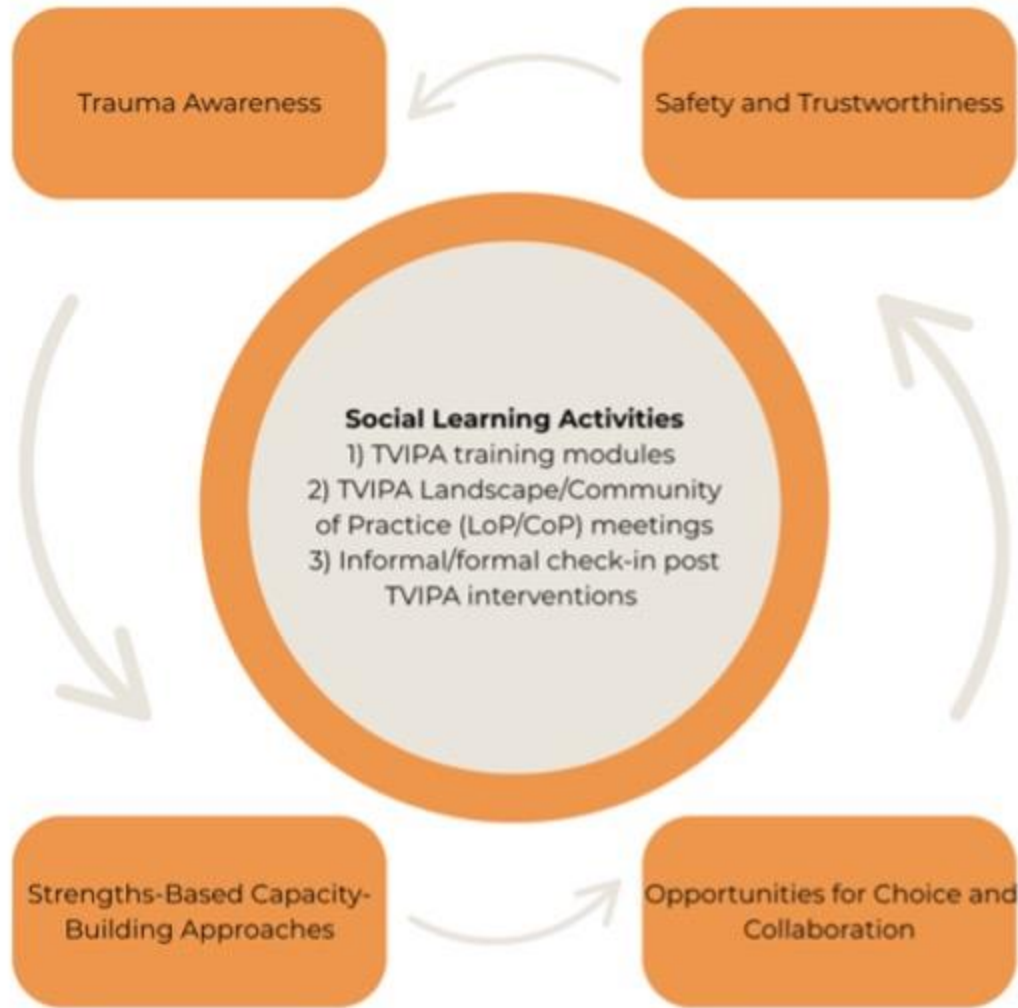 Trauma Awareness
Safety and Trustworthiness
Social Learning Activities
1) TVIPA training modules
2) TVIPA Landscape/Community
of Practice (LoP/CoP) meetings
3) Informal/formal check-in post
TVIPA interventions
Strengths-Based Capacity-
Building Approaches
Opportunities for Choice and
Collaboration